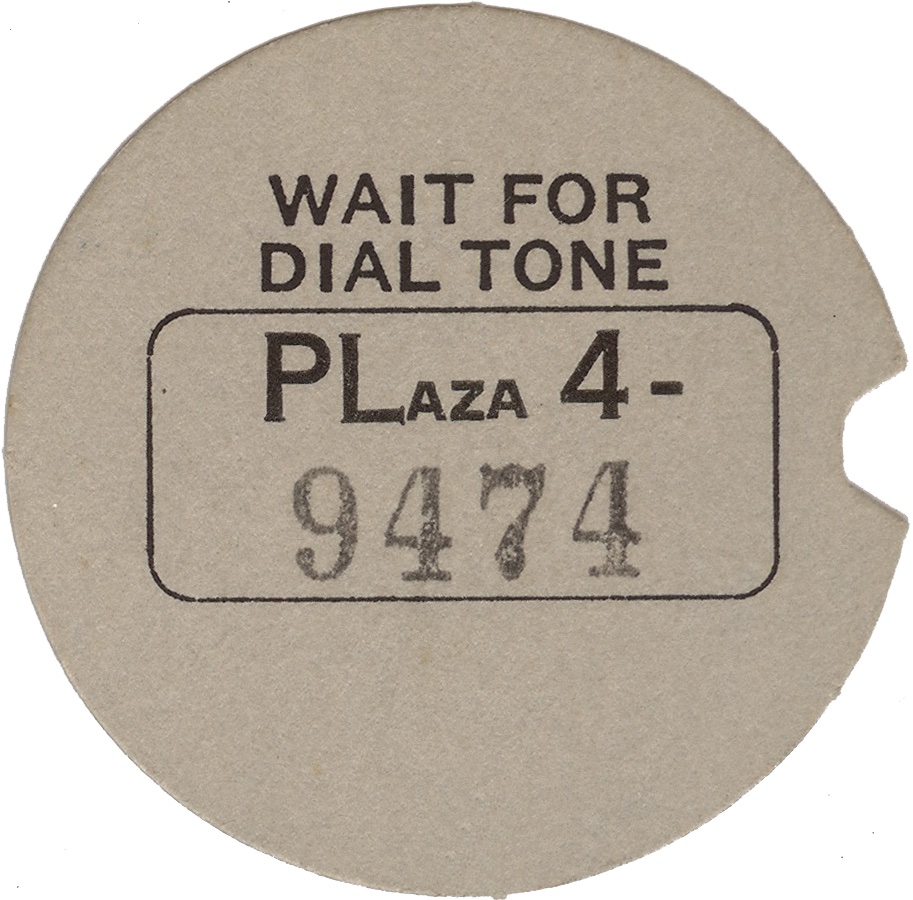 WAIT FOR
DIAL TONE
PLAZA 4-
9474